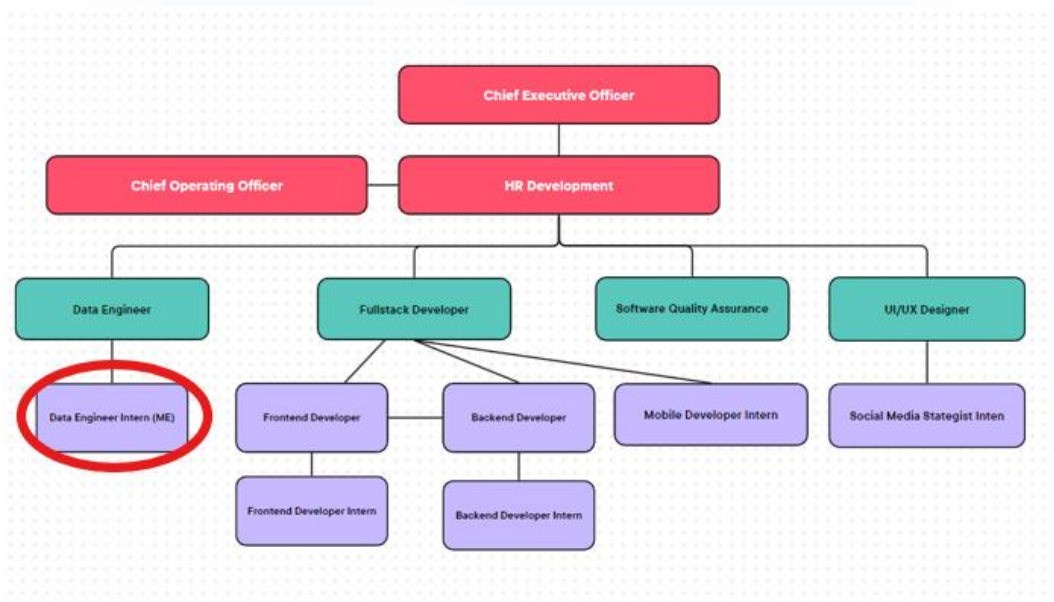 Chief Executive Officer
Chief Operating Officer
HR Development
Data Engineer
Fullstack Developer
Software Quality Assurance
UI/UX Designer
Data Engineer Intern (ME)
Frontend Developer
Backend Developer
Mobile Developer Intern
Social Media Stategist Inten
Frontend Developer Intern
Backend Developer Intern